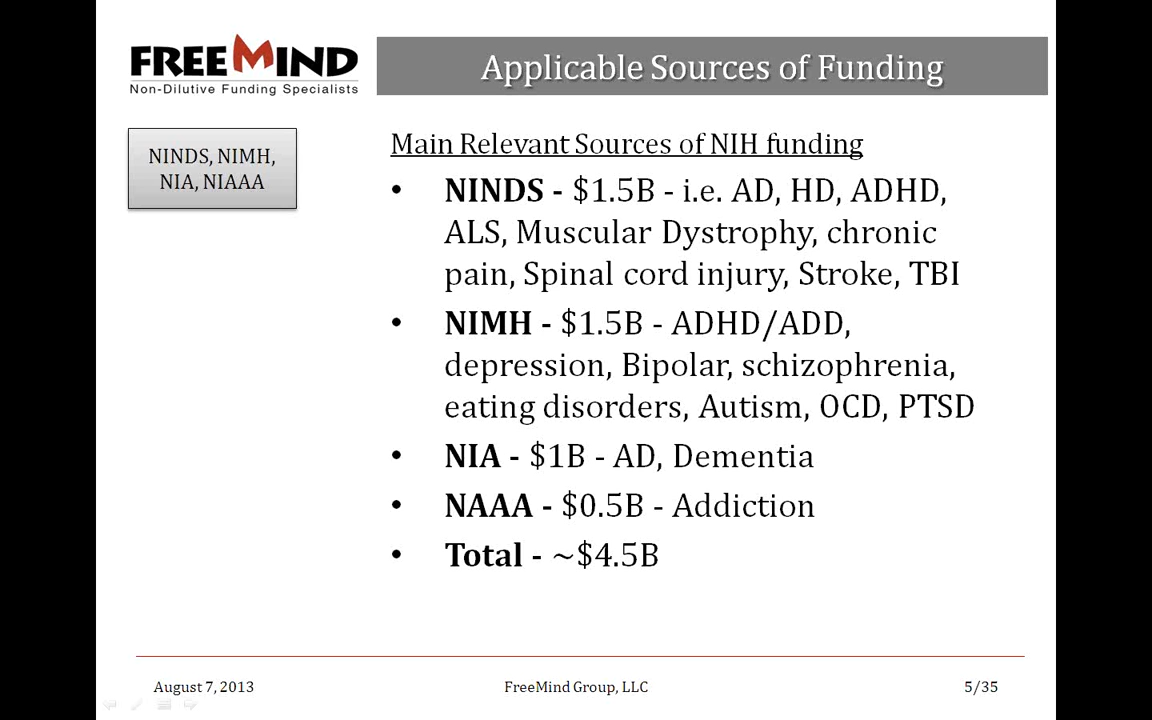 FREEMIND
Non-Dilutive Funding Specialists
Applicable Sources of Funding
NINDS, NIMH,
NIA, NIAAA
Main Relevant Sources of NIH funding
• NINDS - $1.5B - i.e. AD, HD, ADHD,
ALS, Muscular Dystrophy, chronic
pain, Spinal cord injury, Stroke, TBI
• NIMH - $1.5B - ADHD/ADD,
depression, Bipolar, schizophrenia,
eating disorders, Autism, OCD, PTSD
• NIA - $1B - AD, Dementia
• NAAA - $0.5B - Addiction
• Total - ~$4.5B
August 7, 2013
FreeMind Group, LLC
5/35